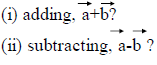 (i) adding, a⃗+b⃗?
(ii) subtracting, a⃗-b⃗ ?